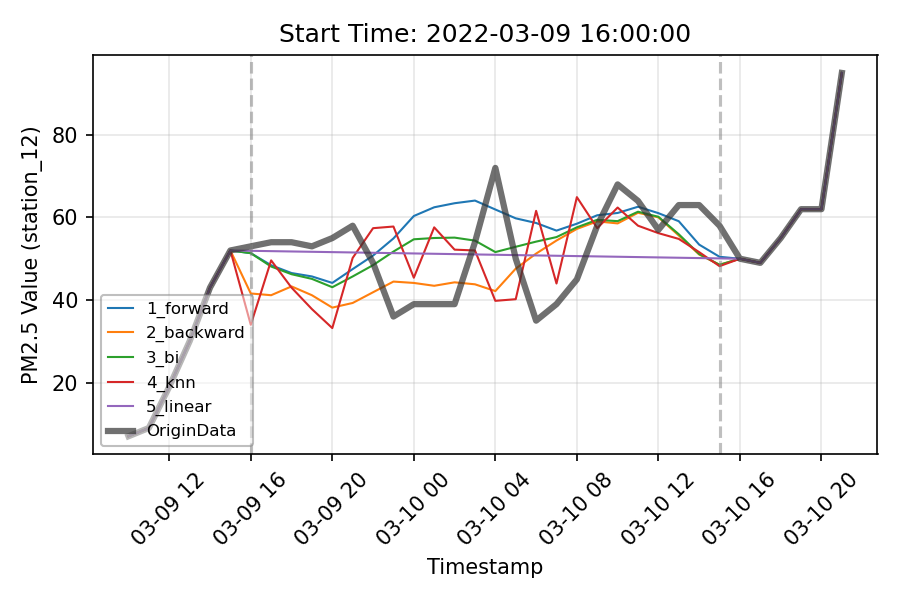 Start Time: 2022-03-09 16:00:00
PM2.5 Value (station_12)
80
60
40
20
1_forward
2_backward
3_bi
4_knn
5_linear
OriginData
03-09 12
03-09 16
03-09 20
03-10 00
03-10 04
03-10 08
03-10 12
03-10 16
03-10 20
Timestamp